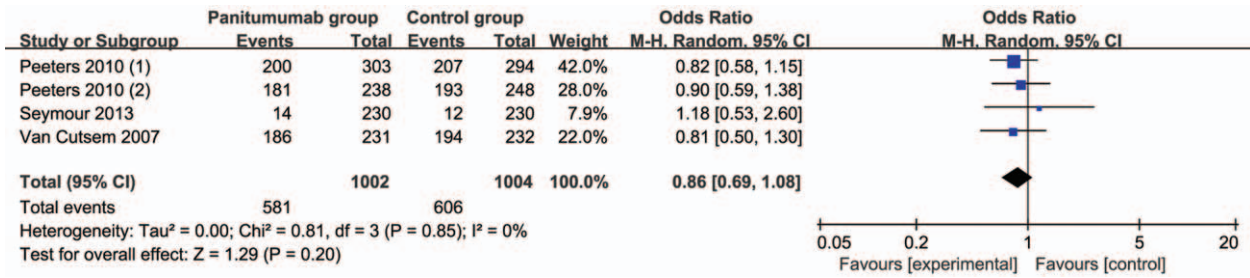 Panitumumab group Control group Odds Ratio Odds Ratio
Study or Subgroup Events Total Events Total Weight M-H, Random, 95% CI M-H, Random, 95% CI
Peeters 2010 (1) 200 303 207 294 42.0% 0.82 [0.58, 1.15]
Peeters 2010 (2) 181 238 193 248 28.0% 0.90 [0.59, 1.38]
Seymour 2013 14 230 12 230 7.9% 1.18 [0.53, 2.60]
Van Cutsem 2007 186 231 194 232 22.0% 0.81 [0.50, 1.30]
Total (95% CI) 1002 1004 100.0% 0.86 [0.69, 1.08]
Total events 581 606
Heterogeneity: Tau² = 0.00; Chi² = 0.81, df = 3 (P = 0.85); I² = 0%
Test for overall effect: Z = 1.29 (P = 0.20)
0.05 0.2 1 5 20
Favours [experimental] Favours [control]